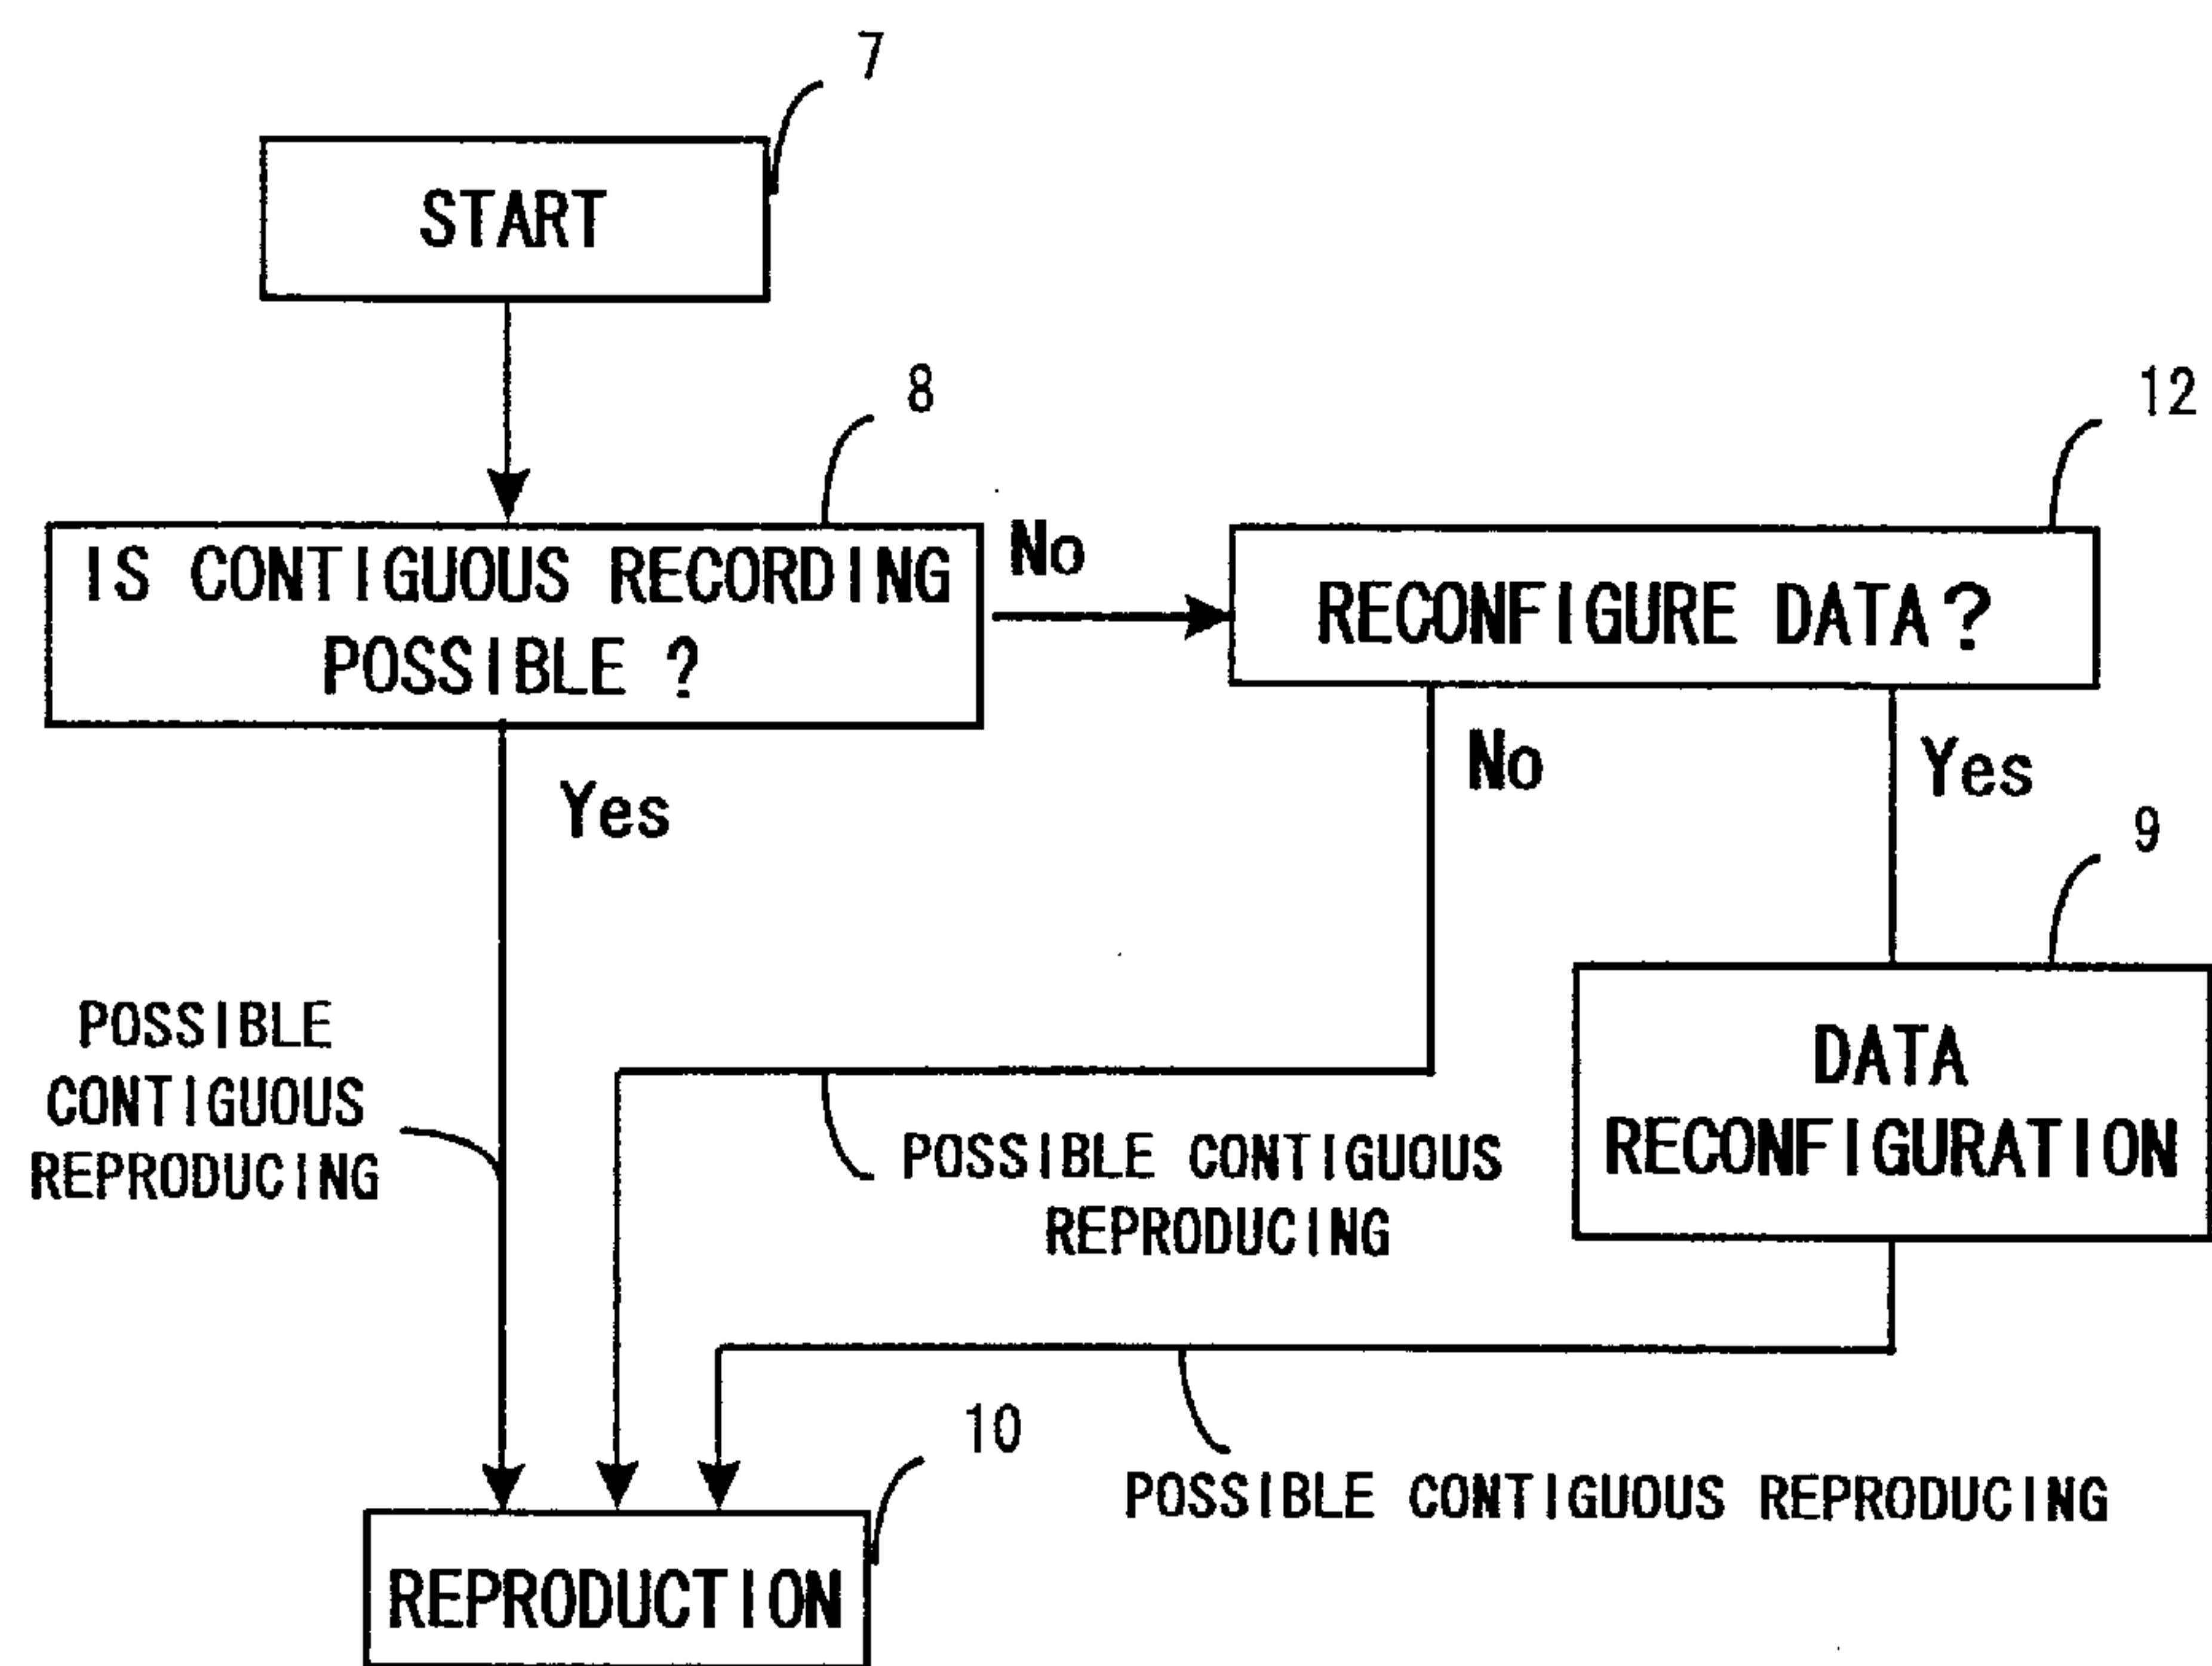 7
START
8
12
IS CONTIGUOUS RECORDING
POSSIBLE ?
No
RECONFIGURE DATA?
Yes
No
Yes
9
POSSIBLE
CONTIGUOUS
REPRODUCING
DATA
RECONFIGURATION
POSSIBLE CONTIGUOUS
REPRODUCING
10
POSSIBLE CONTIGUOUS REPRODUCING
REPRODUCTION